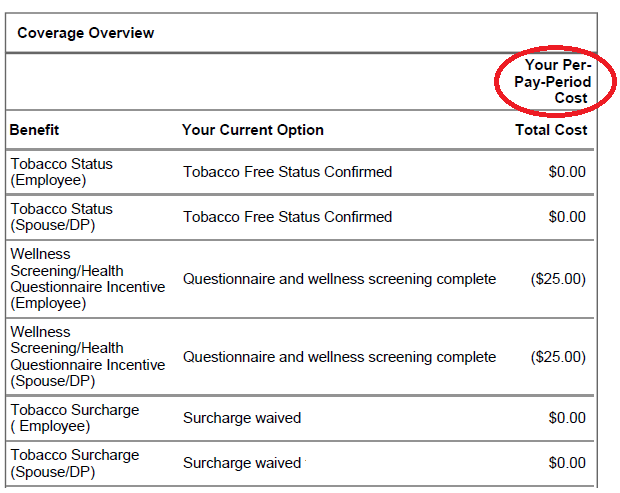 Coverage Overview
Your Per-
Pay-Period
Cost
Benefit Your Current Option Total Cost
Tobacco Status
(Employee) Tobacco Free Status Confirmed $0.00
Tobacco Status
(Spouse/DP) Tobacco Free Status Confirmed $0.00
Wellness
Screening/Health
Questionnaire Incentive Questionnaire and wellness screening complete ($25.00)
(Employee)
Wellness
Screening/Health
Questionnaire Incentive Questionnaire and wellness screening complete ($25.00)
(Spouse/DP)
Tobacco Surcharge
( Employee) Surcharge waived $0.00
Tobacco Surcharge
(Spouse/DP) Surcharge waived $0.00